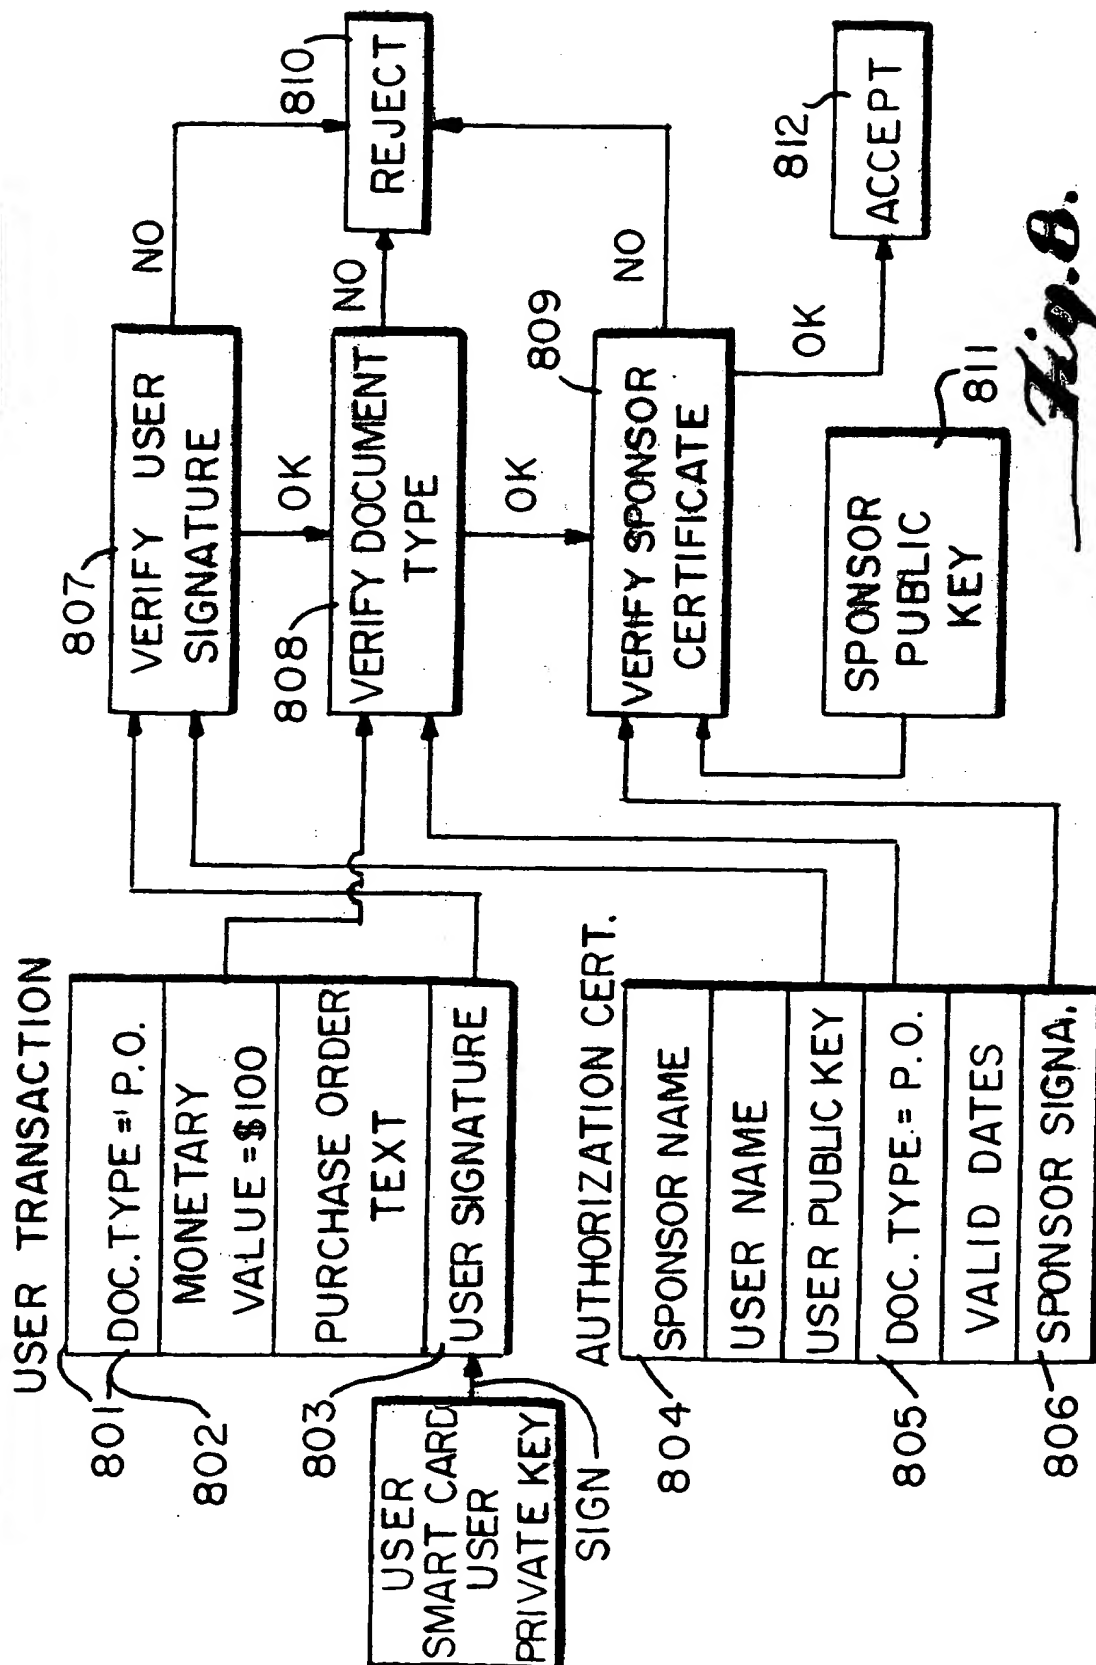 USER TRANSACTION
801
DOC. TYPE = P.O.
802
MONETARY
VALUE = $100
PURCHASE ORDER
TEXT
803
USER SIGNATURE
USER
SMART CARD
USER
PRIVATE KEY
SIGN
AUTHORIZATION CERT.
804
SPONSOR NAME
USER NAME
USER PUBLIC KEY
805
DOC. TYPE = P.O.
VALID DATES
806
SPONSOR SIGNA.
807
VERIFY USER
SIGNATURE
NO
OK
808
VERIFY DOCUMENT
TYPE
NO
OK
809
VERIFY SPONSOR
CERTIFICATE
NO
OK
SPONSOR
PUBLIC
KEY
811
810
REJECT
812
ACCEPT
Fig. 8.